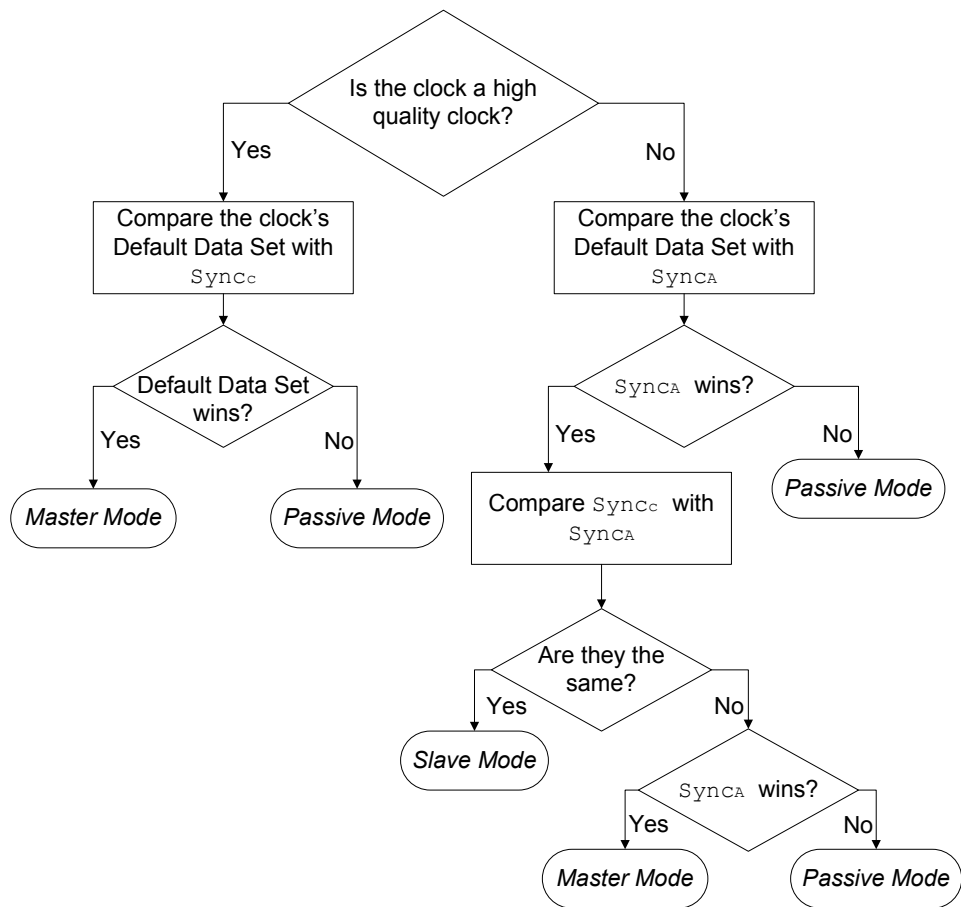 Is the clock a high
quality clock?
Yes
No
Compare the clock's
Default Data Set with
Syncc
Compare the clock's
Default Data Set with
SyncA
Default Data Set
wins?
SyncA wins?
Yes
No
Yes
No
Master Mode
Passive Mode
Compare Syncc with
SyncA
Passive Mode
Are they the
same?
Yes
No
Slave Mode
SyncA wins?
Yes
No
Master Mode
Passive Mode